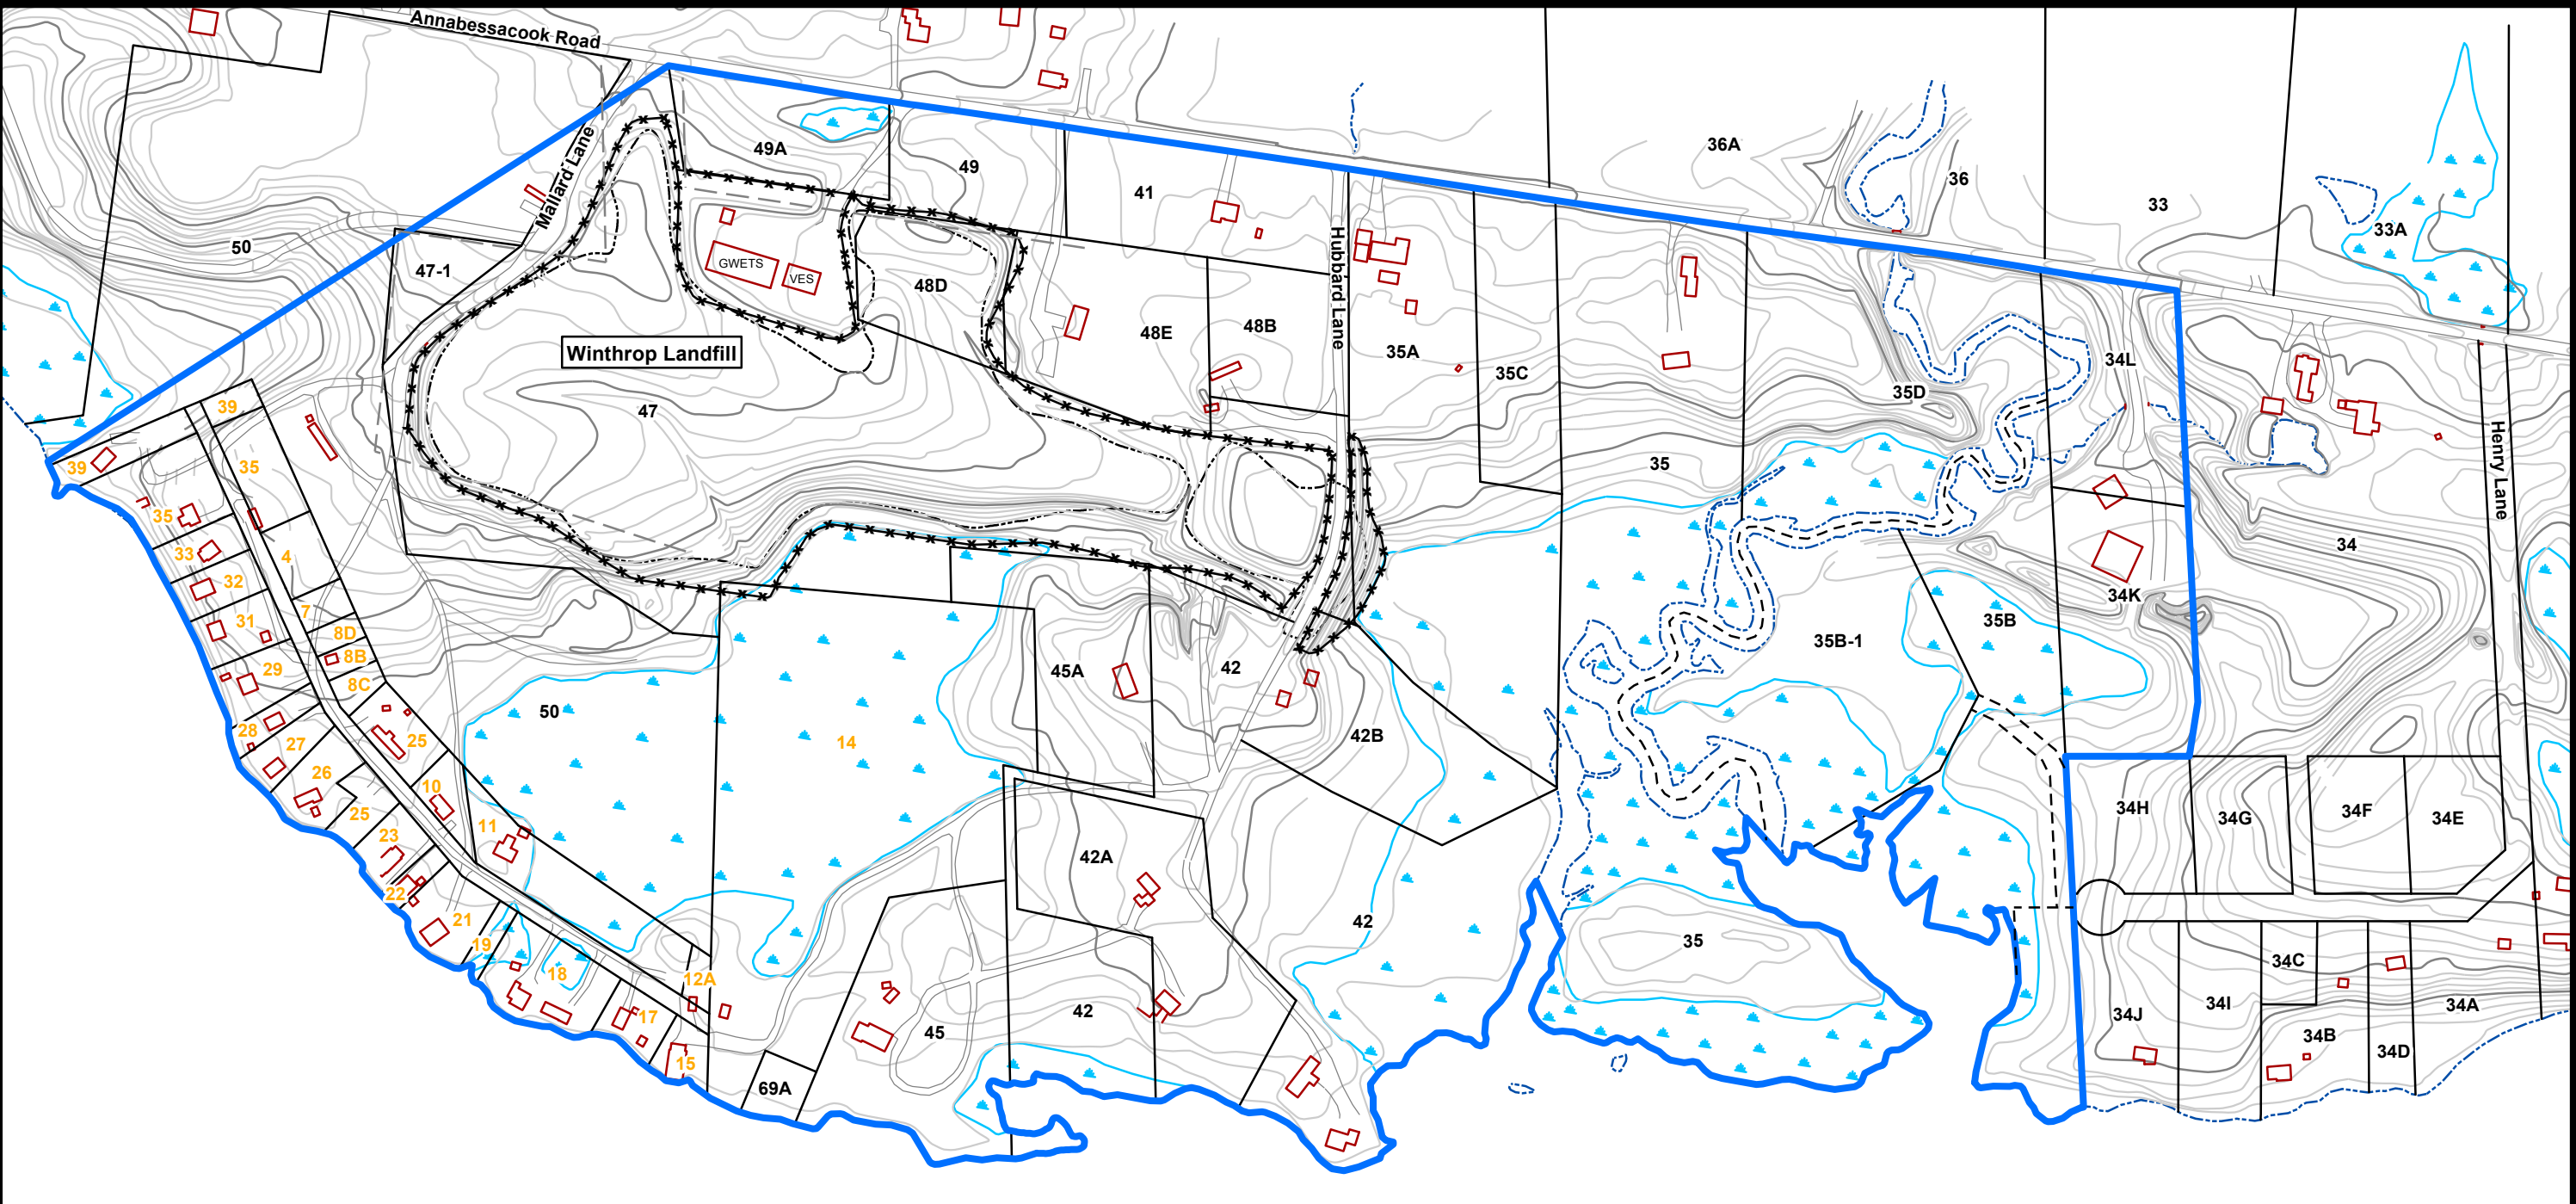 Annabessacook Road
Mallard Lane
49A
49
41
36A
36
33
33A
50
47-1
GWETS
VES
48D
48E
48B
Hubbard Lane
35A
35C
35D
34L
Winthrop Landfill
47
39
39
35
35
35
34
Henry Lane
33
4
32
31
7
8D
8B
8C
29
28
27
25
26
25
10
23
11
22
21
19
18
17
12A
15
50
14
45A
42
42B
35B-1
35B
34K
34H
34G
34F
34E
42A
42
35
42
45
69A
34C
34J
34I
34B
34D
34A